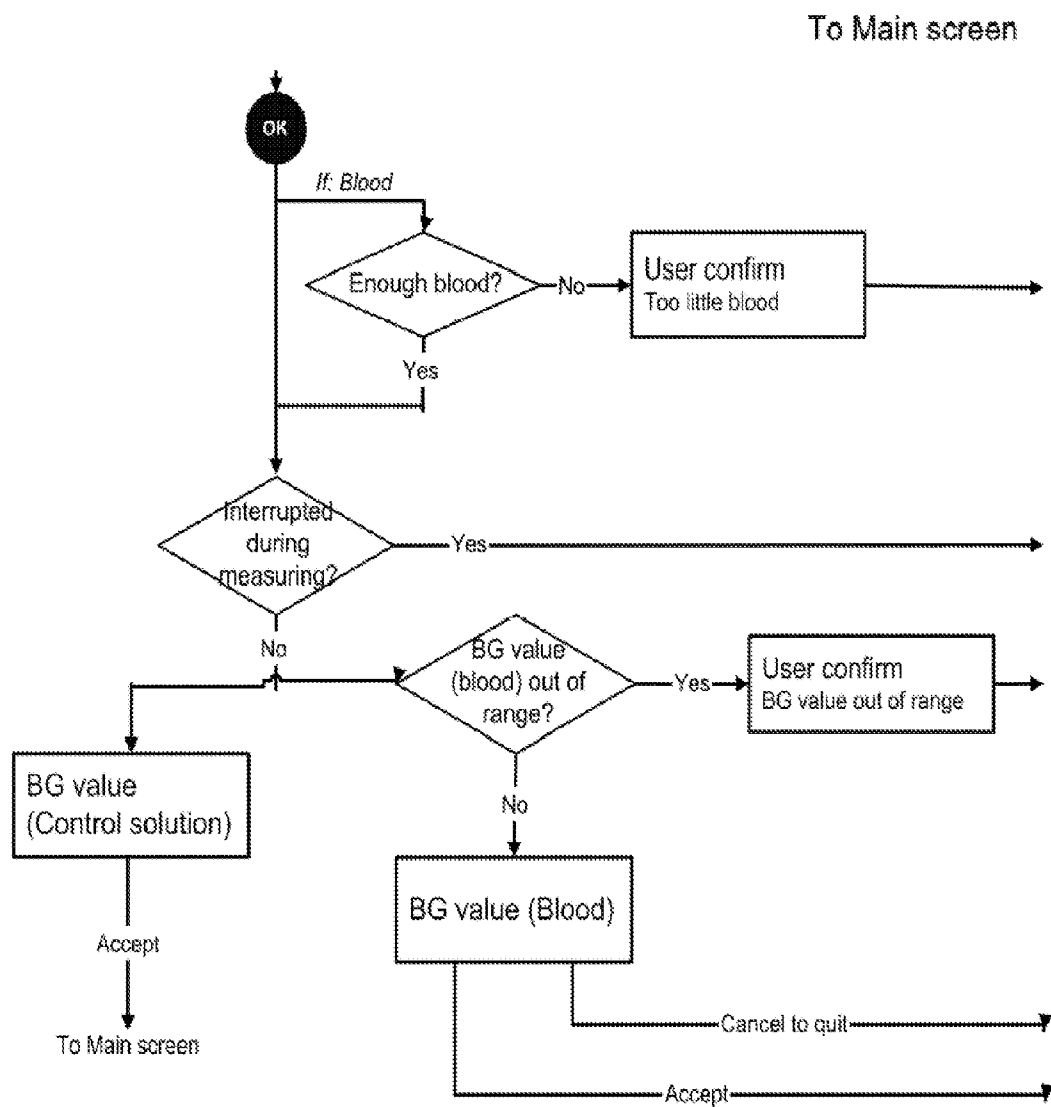 To Main screen
OK
If: Blood
Enough blood?
No
User confirm
Too little blood
Yes
Interrupted
during
measuring?
Yes
No
BG value
(blood) out of
range?
Yes
User confirm
BG value out of range
BG value
(Control solution)
No
BG value (Blood)
Accept
To Main screen
Cancel to quit
Accept